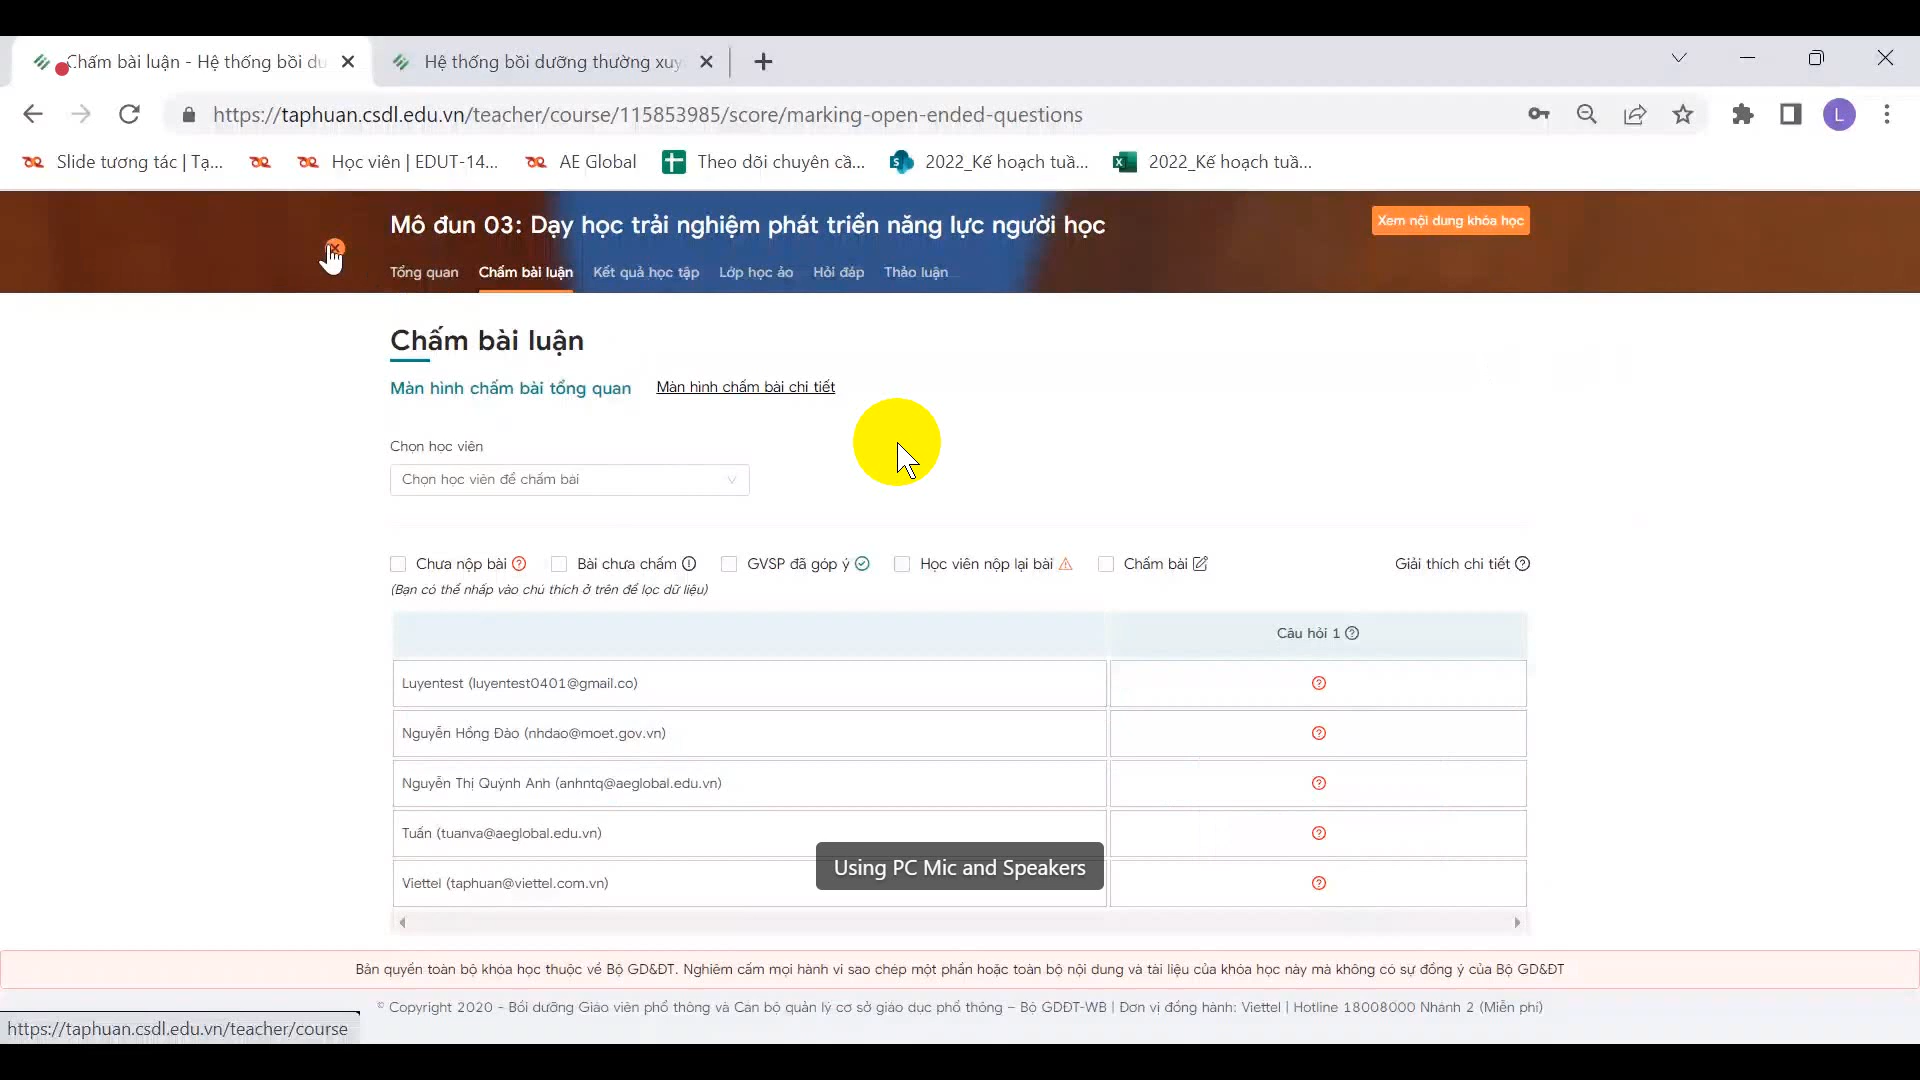 Chấm bài luận - Hệ thống bồi dư
Hệ thống bồi dưỡng thường xuy
https://taphuan.csdl.edu.vn/teacher/course/115853985/score/marking-open-ended-questions
L
Slide tương tác | Tạ...
Học viên | EDUT-14...
AE Global
Theo dõi chuyên cầ...
2022_Kế hoạch tuầ...
2022_Kế hoạch tuầ...
Mô đun 03: Dạy học trải nghiệm phát triển năng lực người học
Xem nội dung khóa học
Tổng quan
Chấm bài luận
Kết quả học tập
Lớp học ảo
Hỏi đáp
Thảo luận
Chấm bài luận
Màn hình chấm bài tổng quan
Màn hình chấm bài chi tiết
Chọn học viên
Chọn học viên để chấm bài
Chưa nộp bài
Bài chưa chấm
GVSP đã góp ý
Học viên nộp lại bài
Chấm bài
Giải thích chi tiết
(Bạn có thể nhấp vào chú thích ở trên để lọc dữ liệu)
Câu hỏi 1
Luyentest (luyentest0401@gmail.co)
Nguyễn Hồng Đào (nhdao@moet.gov.vn)
Nguyễn Thị Quỳnh Anh (anhntq@aeglobal.edu.vn)
Tuấn (tuanva@aeglobal.edu.vn)
Viettel (taphuan@viettel.com.vn)
Using PC Mic and Speakers
Bản quyền toàn bộ khóa học thuộc về Bộ GD&ĐT. Nghiêm cấm mọi hành vi sao chép một phần hoặc toàn bộ nội dung và tài liệu của khóa học này mà không có sự đồng ý của Bộ GD&ĐT
© Copyright 2020 - Bồi dưỡng Giáo viên phổ thông và Cán bộ quản lý cơ sở giáo dục phổ thông – Bộ GDĐT-WB | Đơn vị đồng hành: Viettel | Hotline 18008000 Nhánh 2 (Miễn phí)
https://taphuan.csdl.edu.vn/teacher/course